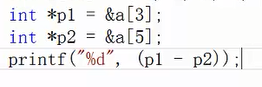 int *p1 = &a[3];
int *p2 = &a[5];
printf("%d", (p1 - p2));